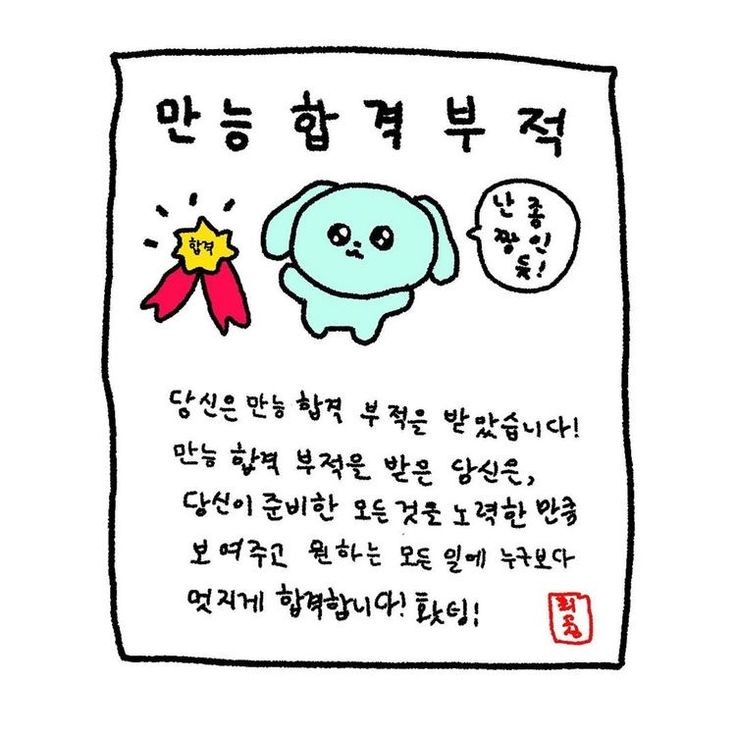 만능 합격 부적
합격
난 좀
짱인
듯!
당신은 만능 합격 부적을 받았습니다!
만능 합격 부적을 받은 당신은,
당신이 준비한 모든 것을 노력한 만큼
보여주고 원하는 모든 일에 누구보다
멋지게 합격합니다! 홧팅!